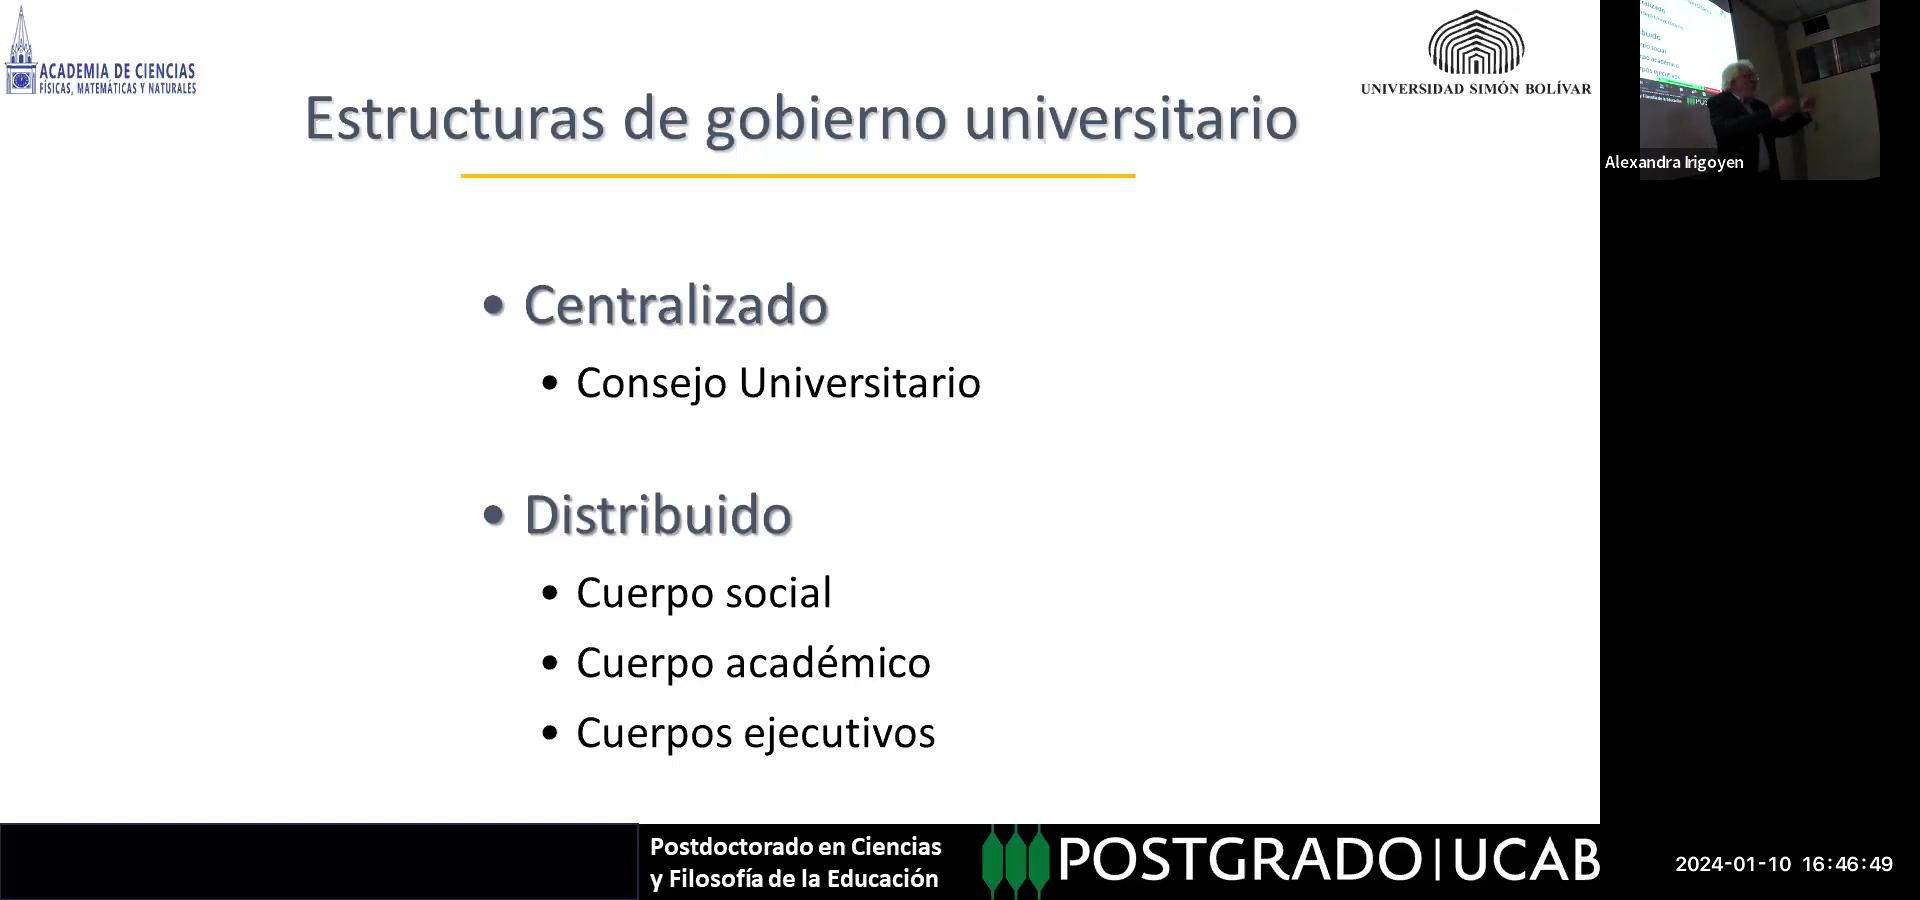 ACADEMIA DE CIENCIAS
FÍSICAS, MATEMÁTICAS Y NATURALES
UNIVERSIDAD SIMÓN BOLÍVAR
Estructuras de gobierno universitario
• Centralizado
• Consejo Universitario
• Distribuido
• Cuerpo social
• Cuerpo académico
• Cuerpos ejecutivos
Alexandra Irigoyen
Postdoctorado en Ciencias
y Filosofía de la Educación
POSTGRADO|UCAB
2024-01-10 16:46:49